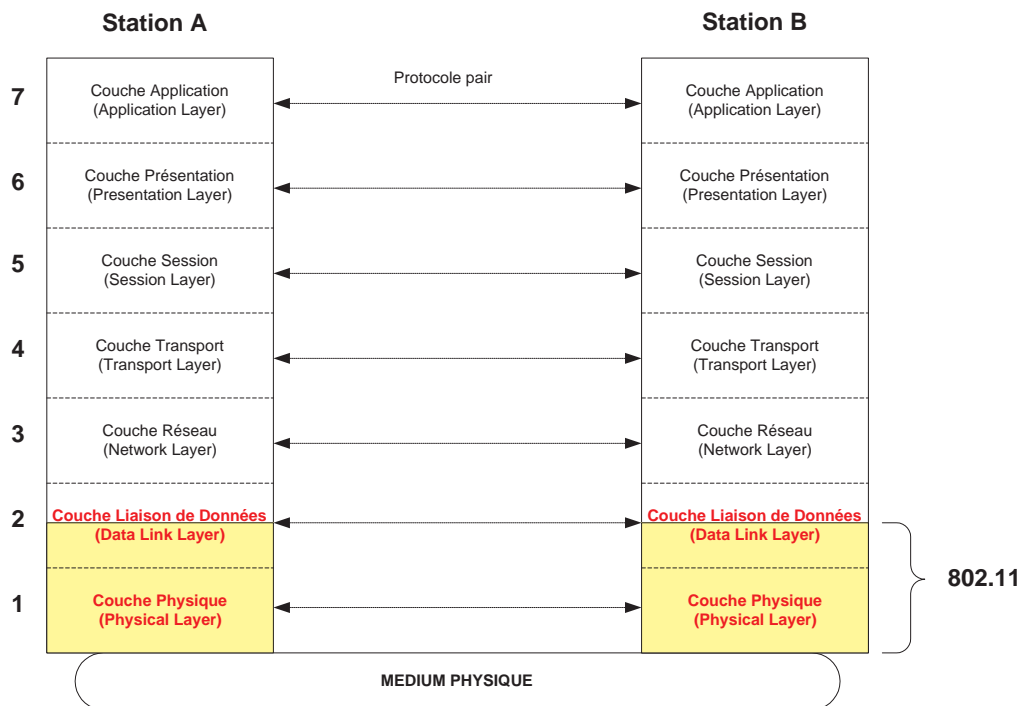 Station A
Station B
7
Couche Application
(Application Layer)
Protocole pair
Couche Application
(Application Layer)
6
Couche Présentation
(Presentation Layer)
Couche Présentation
(Presentation Layer)
5
Couche Session
(Session Layer)
Couche Session
(Session Layer)
4
Couche Transport
(Transport Layer)
Couche Transport
(Transport Layer)
3
Couche Réseau
(Network Layer)
Couche Réseau
(Network Layer)
2
Couche Liaison de Données
(Data Link Layer)
Couche Liaison de Données
(Data Link Layer)
802.11
1
Couche Physique
(Physical Layer)
Couche Physique
(Physical Layer)
MEDIUM PHYSIQUE